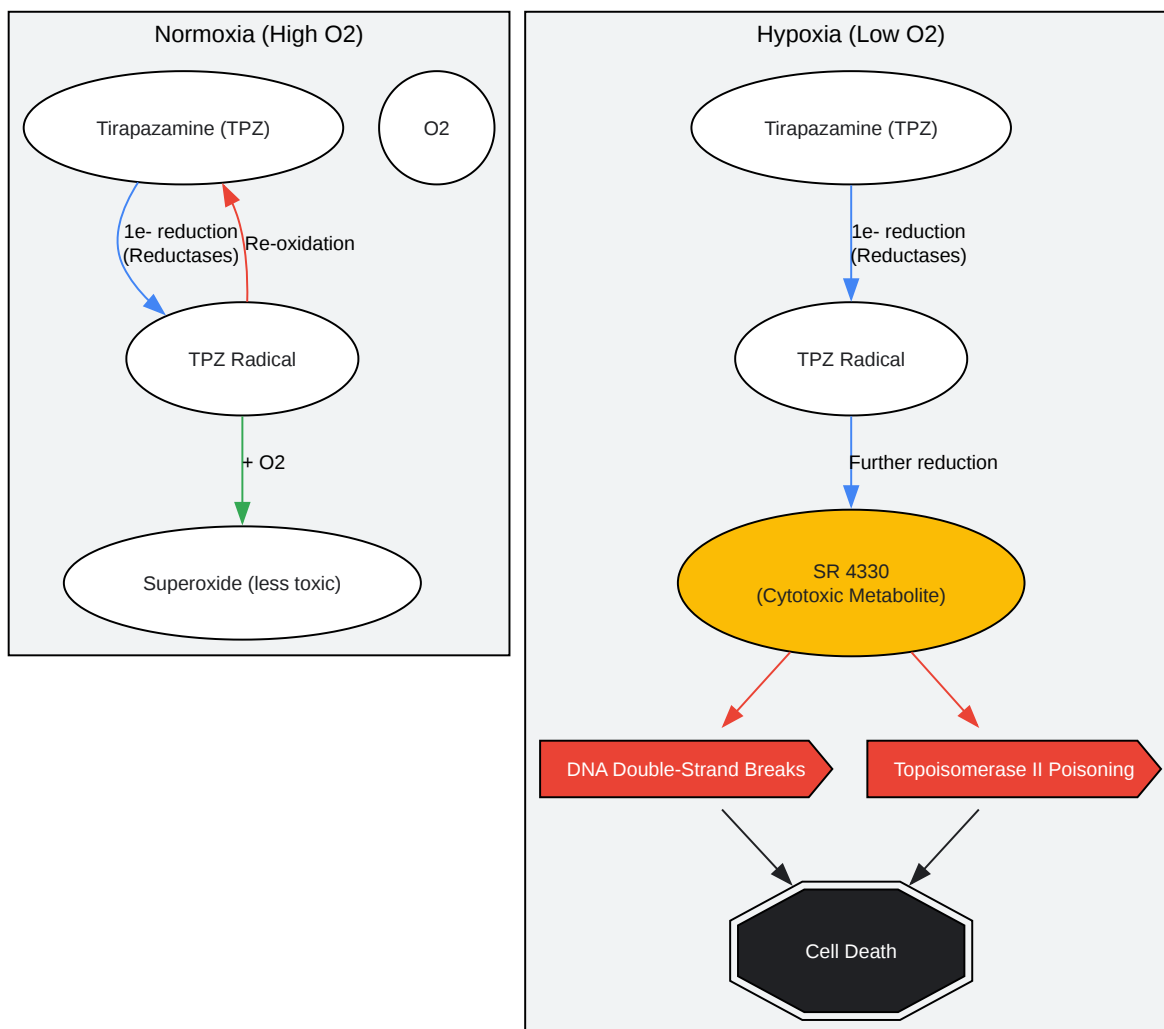 Normoxia (High O2)
Tirapazamine (TPZ)
O2
1e- reduction
(Reductases)
Re-oxidation
TPZ Radical
+ O2
Superoxide (less toxic)
Hypoxia (Low O2)
Tirapazamine (TPZ)
1e- reduction
(Reductases)
TPZ Radical
Further reduction
SR 4330
(Cytotoxic Metabolite)
DNA Double-Strand Breaks
Topoisomerase II Poisoning
Cell Death